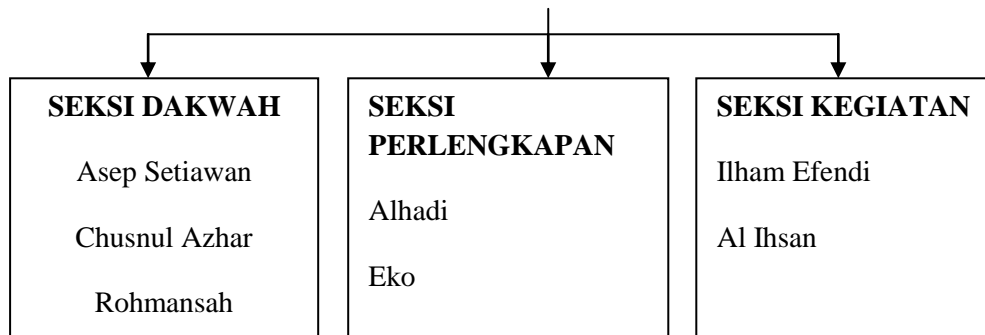 SEKSI DAKWAH
Asep Setiawan
Chusnul Azhar
Rohmansah
SEKSI
PERLENGKAPAN
Alhadi
Eko
SEKSI KEGIATAN
Ilham Efendi
Al Ihsan